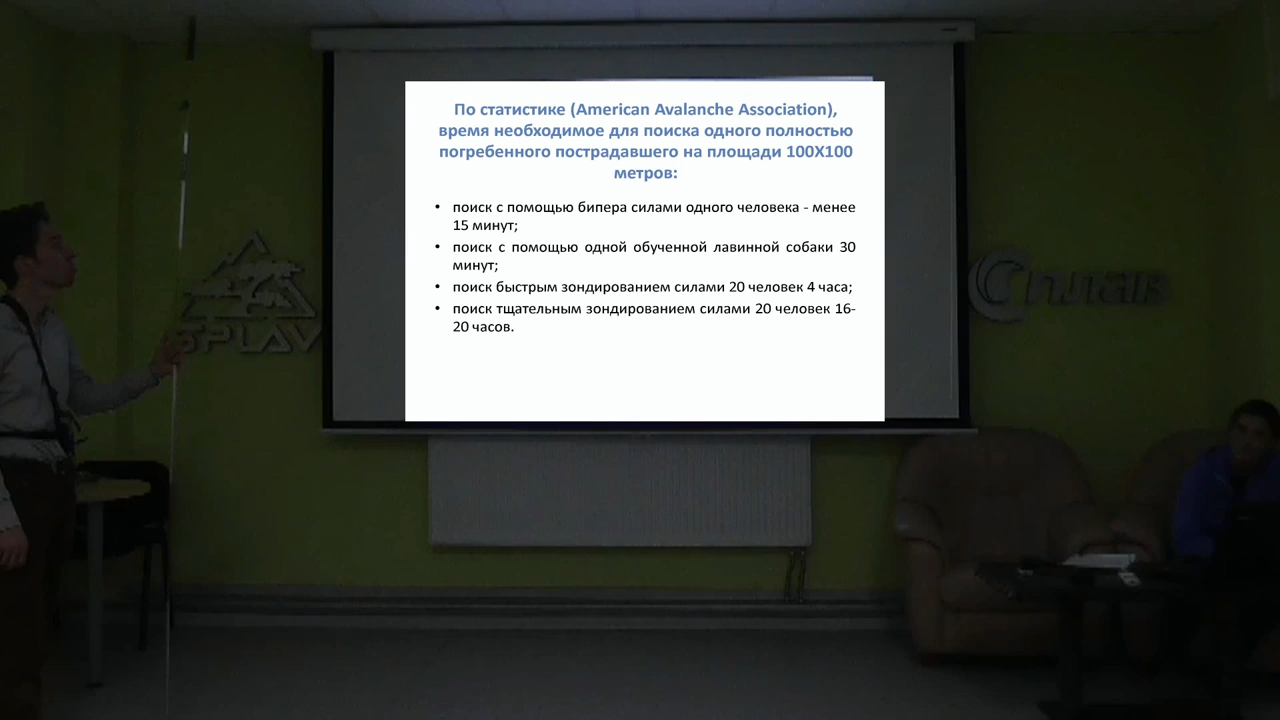 По статистике (American Avalanche Association),
время необходимое для поиска одного полностью
погребенного пострадавшего на площади 100X100
метров:
• поиск с помощью бипера силами одного человека - менее
15 минут;
• поиск с помощью одной обученной лавинной собаки 30
минут;
• поиск быстрым зондированием силами 20 человек 4 часа;
• поиск тщательным зондированием силами 20 человек 16-
20 часов.
SPLAV
Сплав